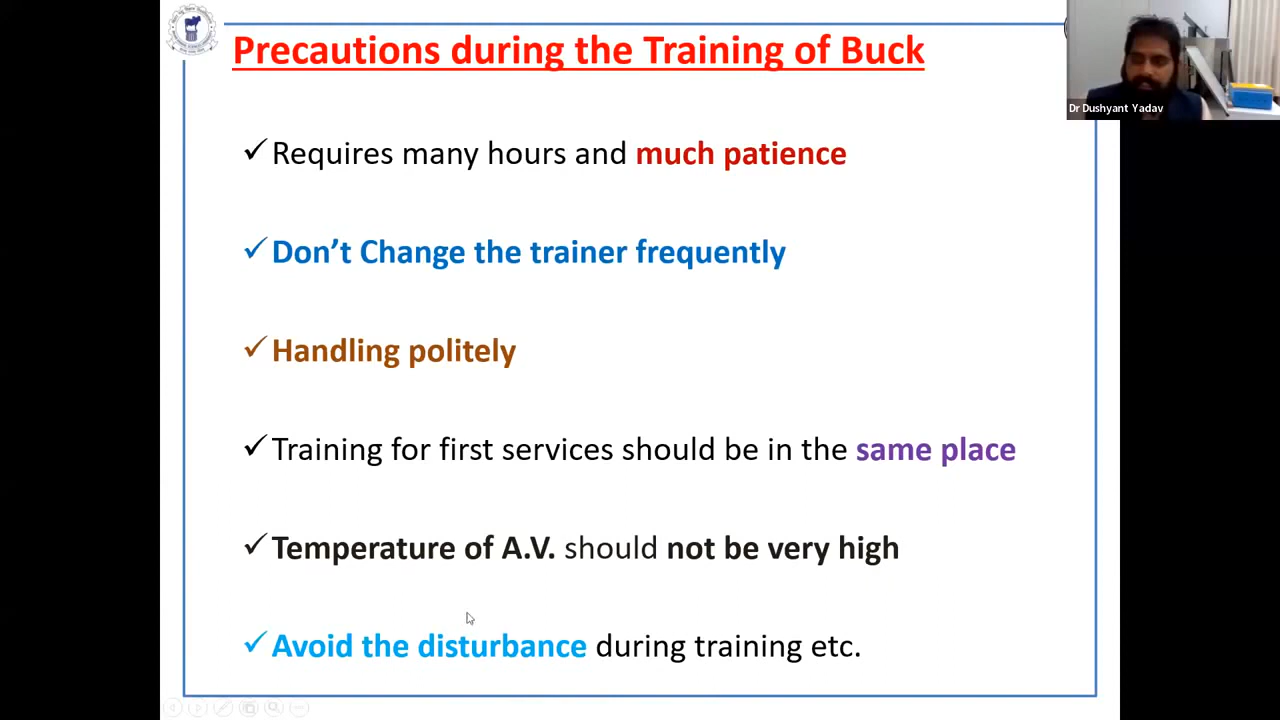 Precautions during the Training of Buck
Dr Dushyant Yadav
✓Requires many hours and much patience
✓Don’t Change the trainer frequently
✓Handling politely
✓Training for first services should be in the same place
✓Temperature of A.V. should not be very high
✓Avoid the disturbance during training etc.